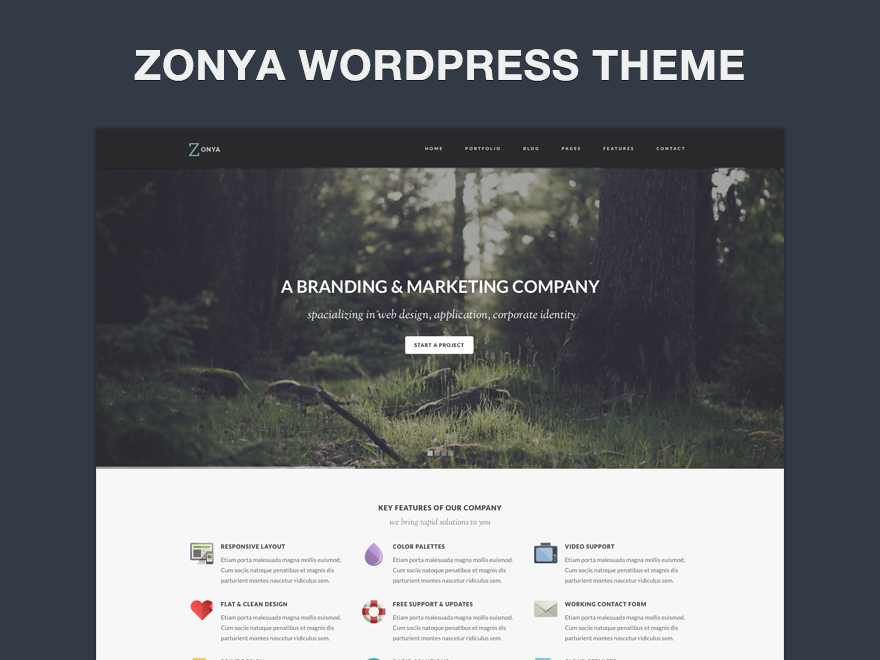 ZONYA WORDPRESS THEME
ZONYA
HOME PORTFOLIO BLOG PAGES FEATURES CONTACT
A BRANDING & MARKETING COMPANY
spacializing in web design, application, corporate identity
START A PROJECT
KEY FEATURES OF OUR COMPANY
we bring rapid solutions to you
RESPONSIVE LAYOUT
Etiam porta malesuada magna mollis euismod.
Cum sociis natoque penatibus et magnis dis
parturient montes nascetur ridiculus sem.
COLOR PALETTES
Etiam porta malesuada magna mollis euismod.
Cum sociis natoque penatibus et magnis dis
parturient montes nascetur ridiculus sem.
VIDEO SUPPORT
Etiam porta malesuada magna mollis euismod.
Cum sociis natoque penatibus et magnis dis
parturient montes nascetur ridiculus sem.
FLAT & CLEAN DESIGN
Etiam porta malesuada magna mollis euismod.
Cum sociis natoque penatibus et magnis dis
parturient montes nascetur ridiculus sem.
FREE SUPPORT & UPDATES
Etiam porta malesuada magna mollis euismod.
Cum sociis natoque penatibus et magnis dis
parturient montes nascetur ridiculus sem.
WORKING CONTACT FORM
Etiam porta malesuada magna mollis euismod.
Cum sociis natoque penatibus et magnis dis
parturient montes nascetur ridiculus sem.